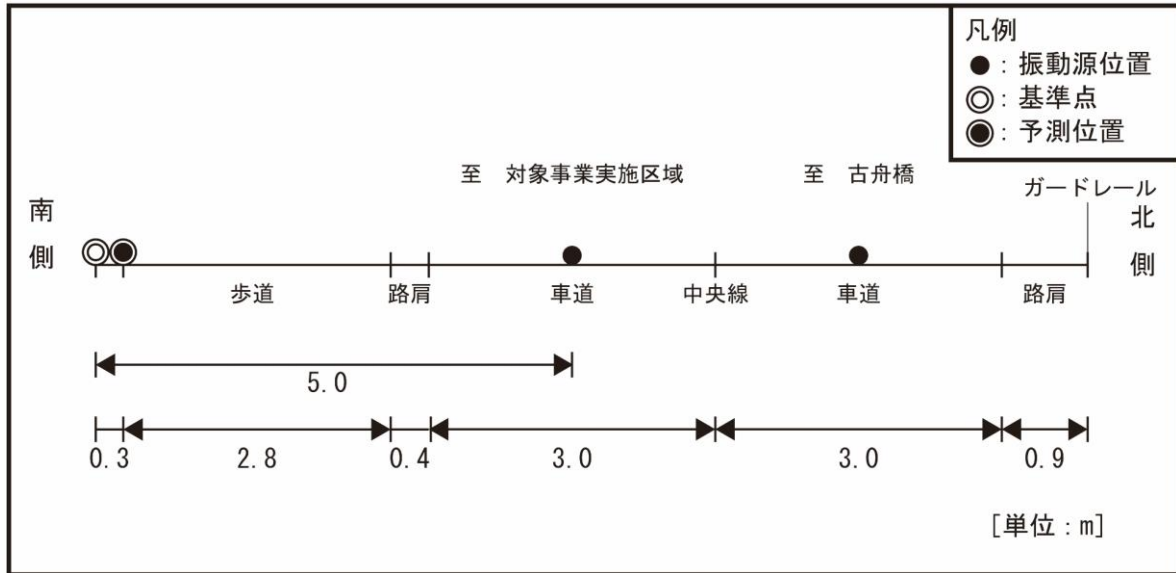 凡例
●：振動源位置
◎：基準点
：予測位置
至 対象事業実施区域
至 古舟橋
ガードレール
南側
北側
歩道
路肩
車道
中央線
車道
路肩
5.0
0.3
2.8
0.4
3.0
3.0
0.9
[単位：m]